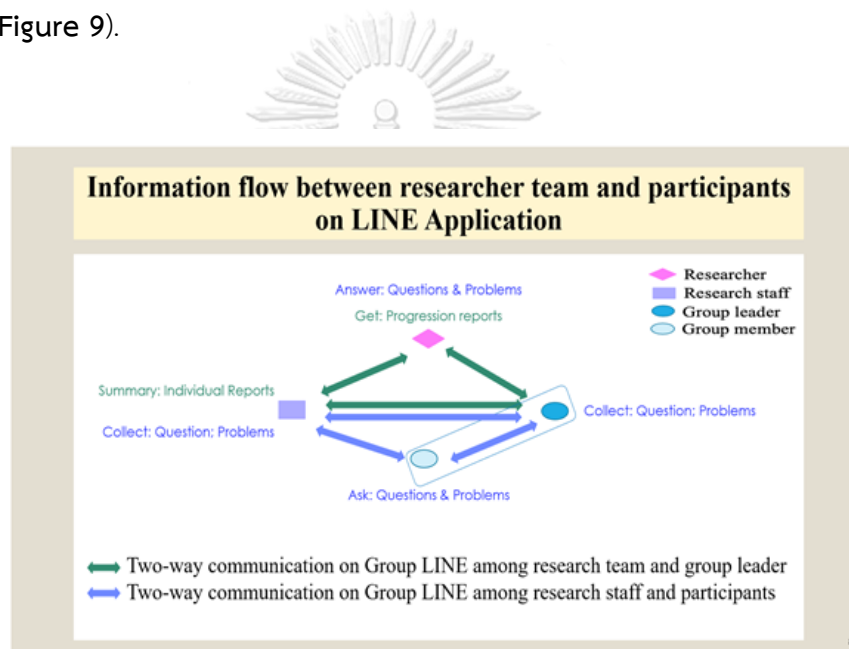 Figure 9).
Information flow between researcher team and participants
on LINE Application
Answer: Questions & Problems
Get: Progression reports
Researcher
Research staff
Group leader
Group member
Summary: Individual Reports
Collect: Question; Problems
Collect: Question; Problems
Ask: Questions & Problems
Two-way communication on Group LINE among research team and group leader
Two-way communication on Group LINE among research staff and participants